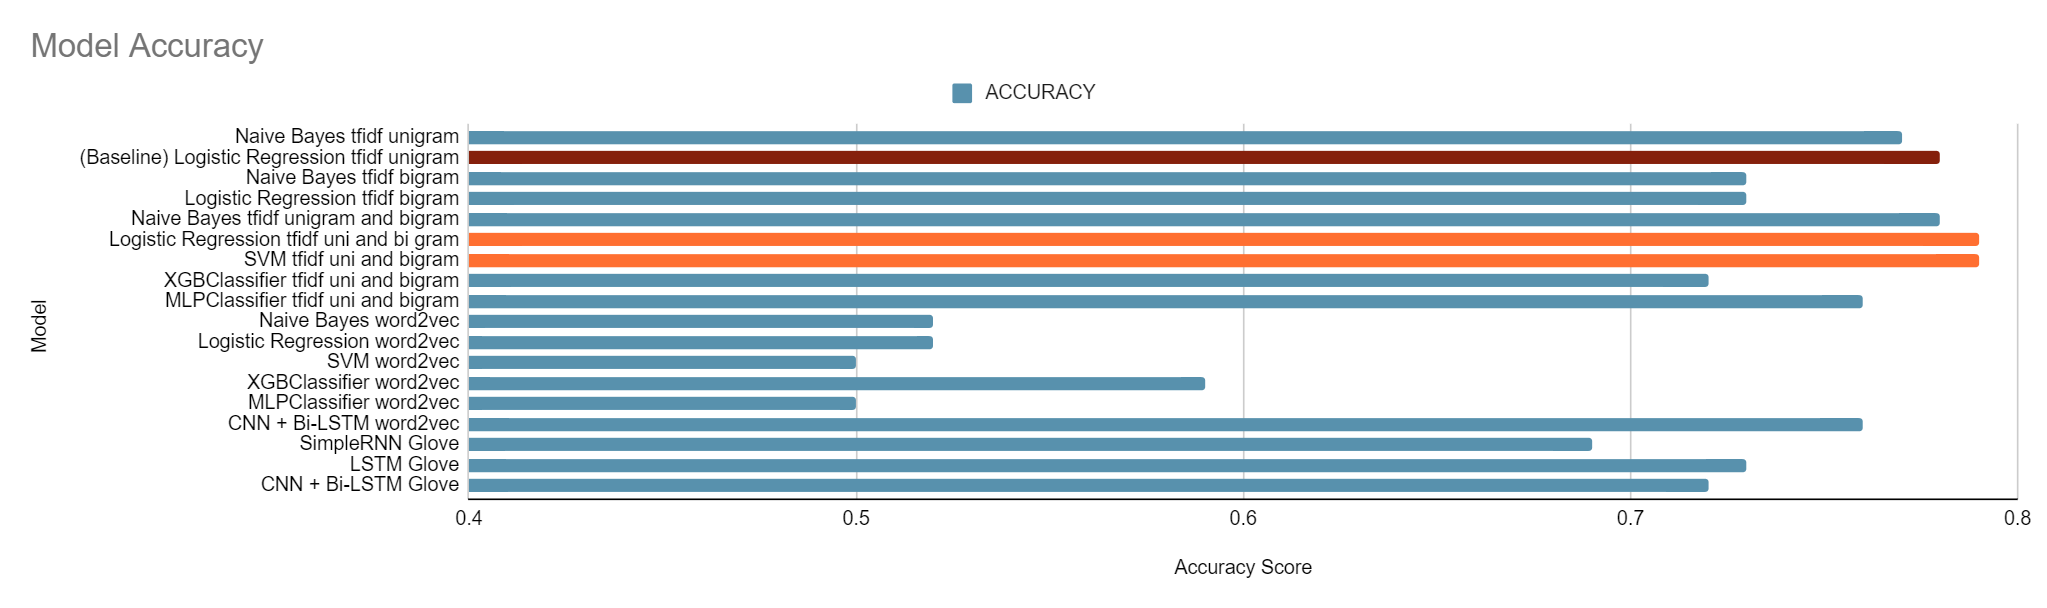 Model Accuracy
ACCURACY
Naive Bayes tfidf unigram
(Baseline) Logistic Regression tfidf unigram
Naive Bayes tfidf bigram
Logistic Regression tfidf bigram
Naive Bayes tfidf unigram and bigram
Logistic Regression tfidf uni and bi gram
SVM tfidf uni and bigram
XGBClassifier tfidf uni and bigram
MLPClassifier tfidf uni and bigram
Naive Bayes word2vec
Logistic Regression word2vec
SVM word2vec
XGBClassifier word2vec
MLPClassifier word2vec
CNN + Bi-LSTM word2vec
SimpleRNN Glove
LSTM Glove
CNN + Bi-LSTM Glove
Model
0.4 0.5 0.6 0.7 0.8
Accuracy Score